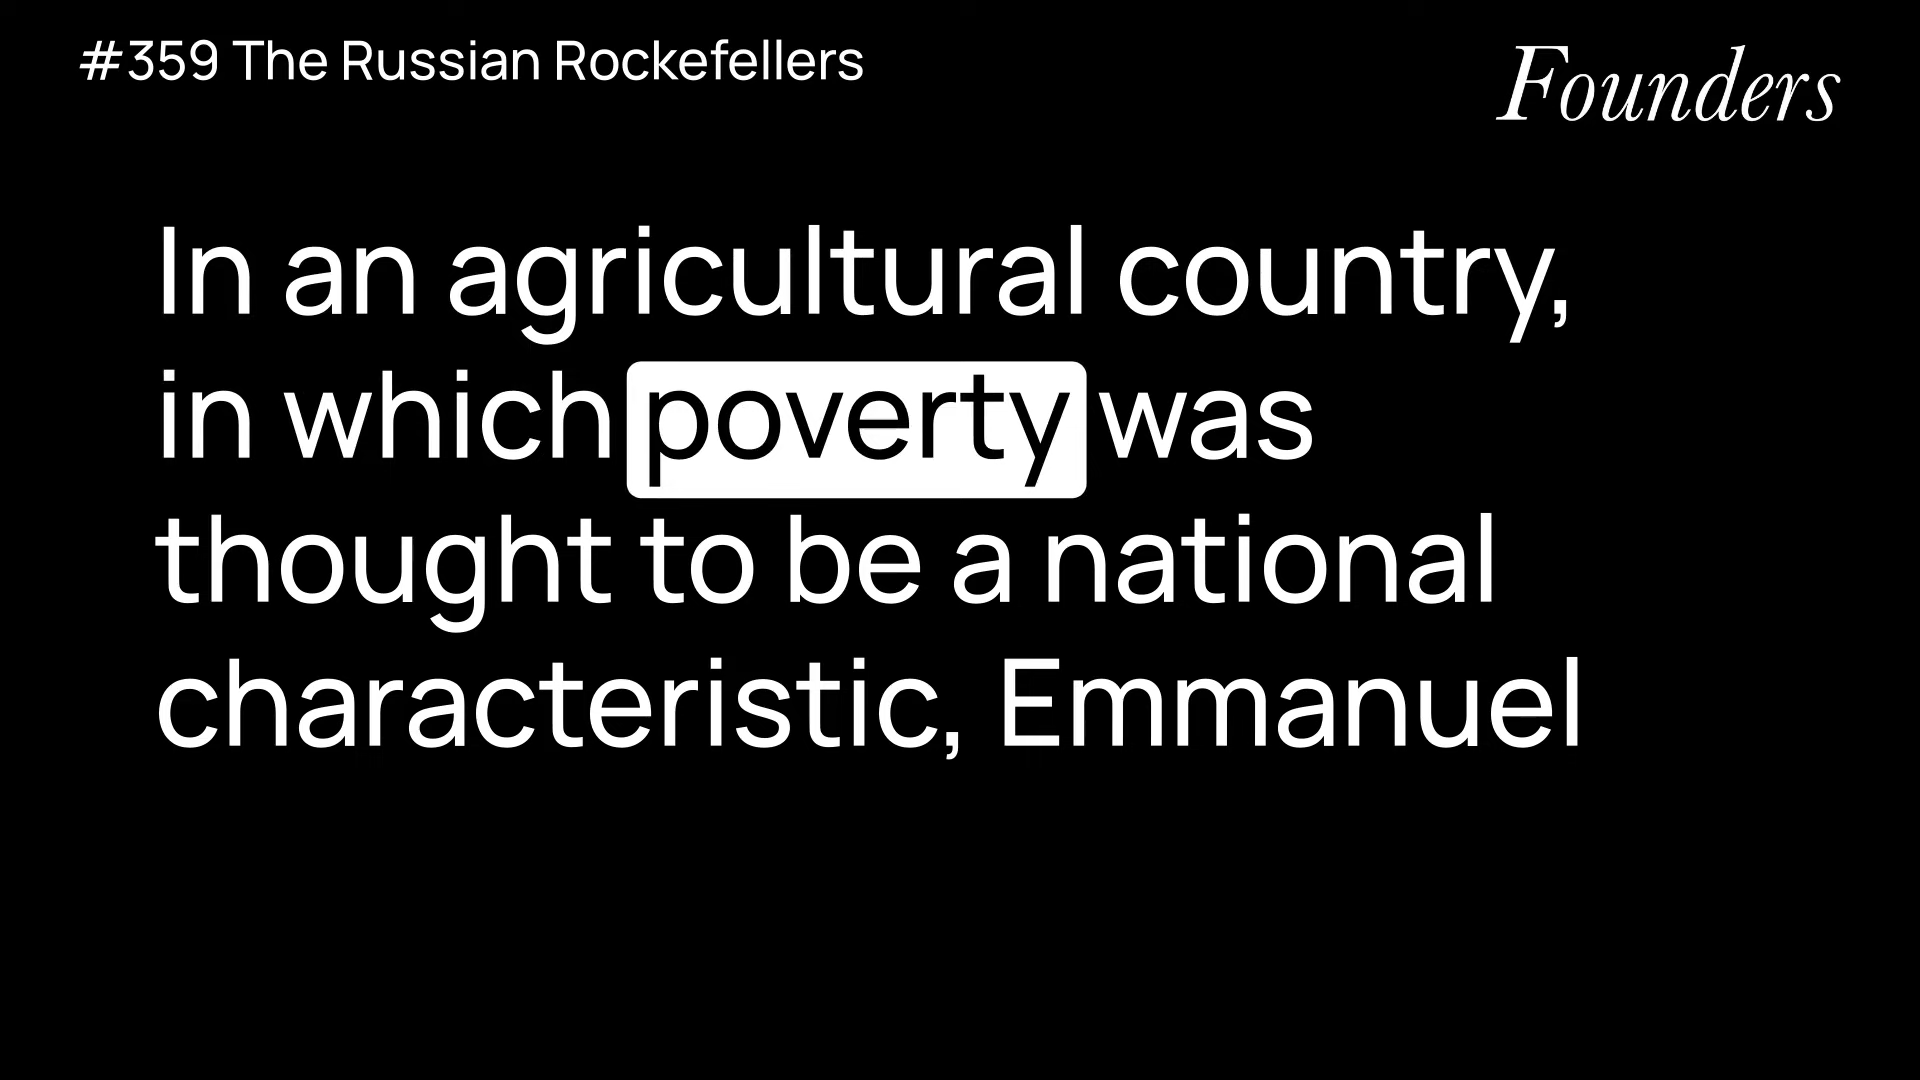 #359 The Russian Rockefellers
Founders
In an agricultural country,
in which poverty was
thought to be a national
characteristic, Emmanuel